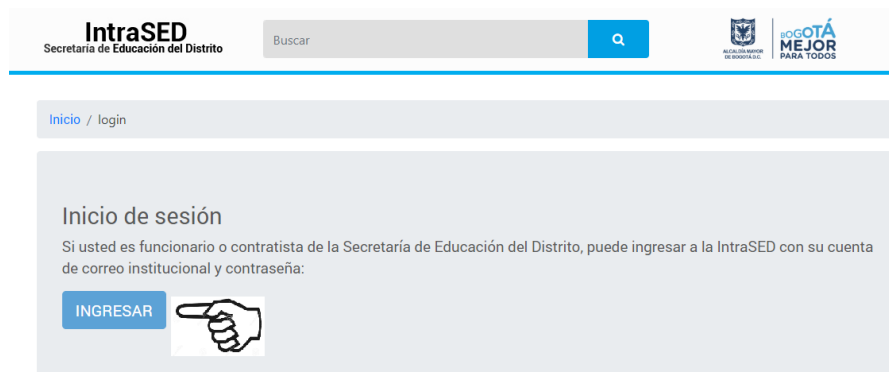 IntraSED
Secretaría de Educación del Distrito
Buscar
ALCALDÍA MAYOR
DE BOGOTÁ D.C.
BOGOTÁ
MEJOR
PARA TODOS
Inicio / login
Inicio de sesión
Si usted es funcionario o contratista de la Secretaría de Educación del Distrito, puede ingresar a la IntraSED con su cuenta
de correo institucional y contraseña:
INGRESAR